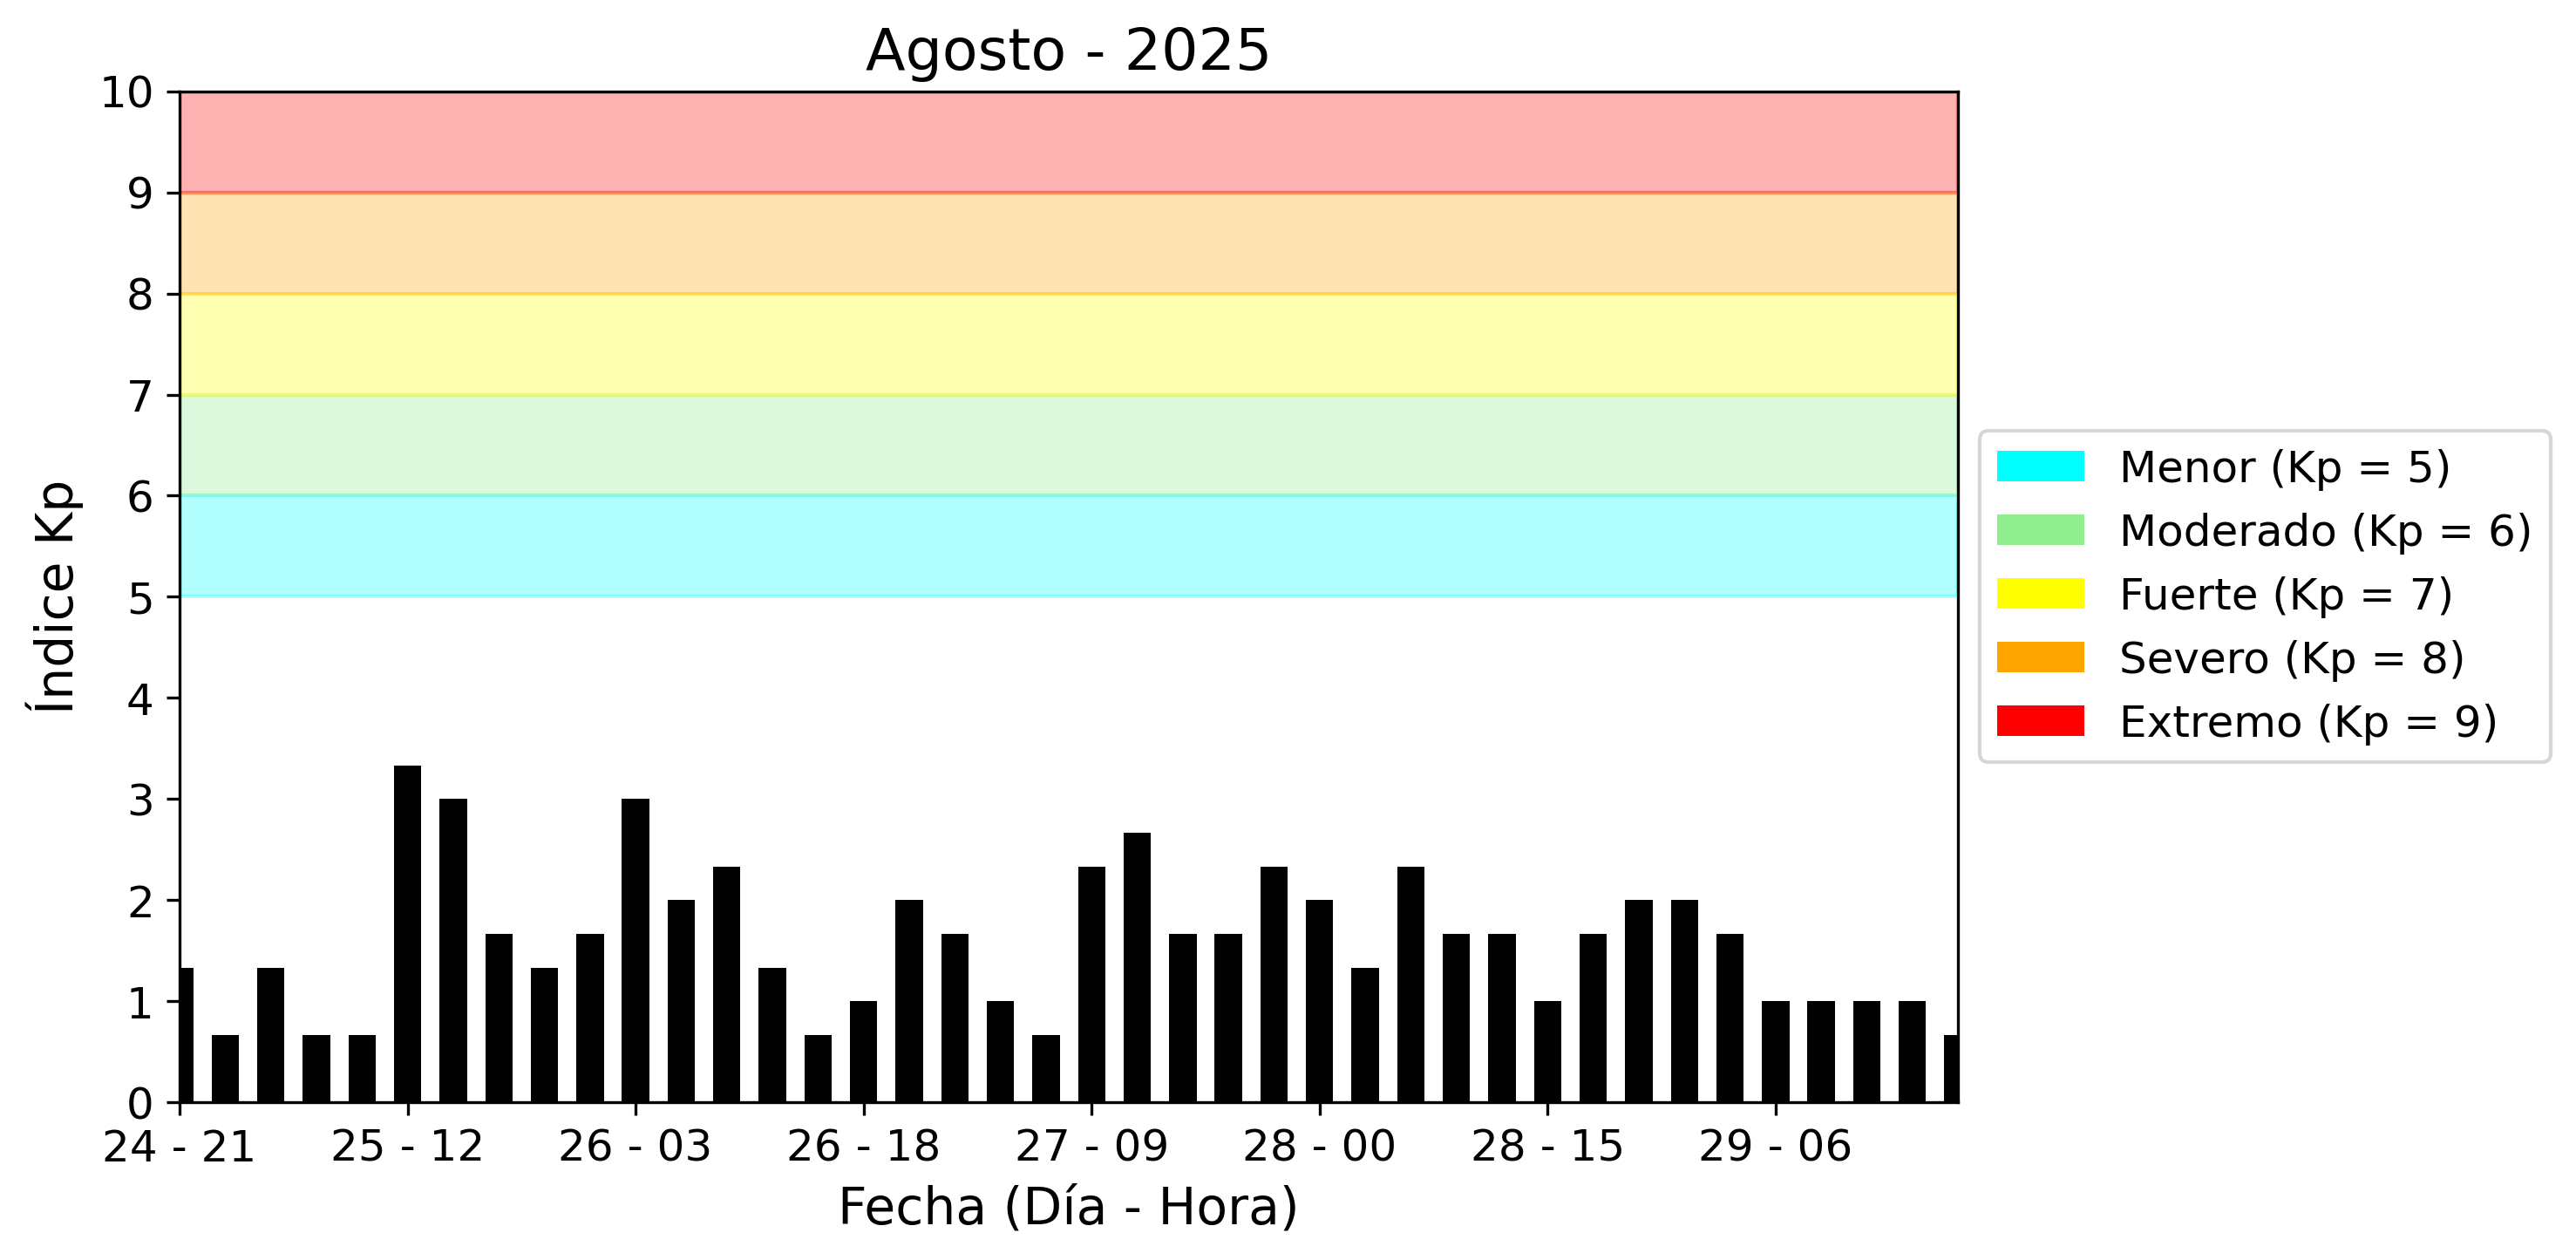 Agosto - 2025
10
9
8
7
6
5
4
3
2
1
0
Índice Kp
24 - 21
25 - 12
26 - 03
26 - 18
27 - 09
28 - 00
28 - 15
29 - 06
Fecha (Día - Hora)
Menor (Kp = 5)
Moderado (Kp = 6)
Fuerte (Kp = 7)
Severo (Kp = 8)
Extremo (Kp = 9)